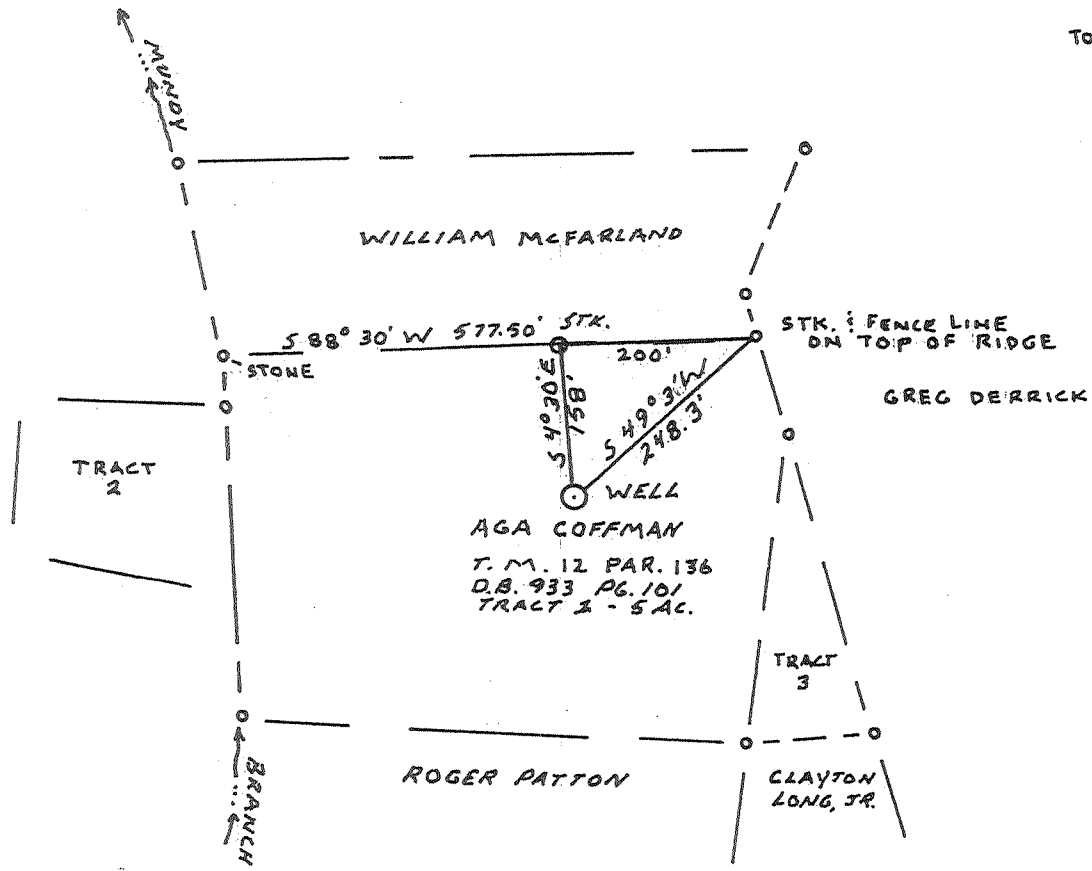 TO
MUNDY
WILLIAM MCFARLAND
S 88° 30' W 577.50' STK.
200'
STK. & FENCE LINE
ON TOP OF RIDGE
STONE
GREG DERRICK
S 4° 30' E
158'
S 49° 31' W
248.3'
TRACT
2
WELL
AGA COFFMAN
T. M. 12 PAR. 136
D.B. 933 PG. 101
TRACT 1 - 5 AC.
TRACT
3
ROGER PATTON
CLAYTON
LONG, JR.
BRANCH